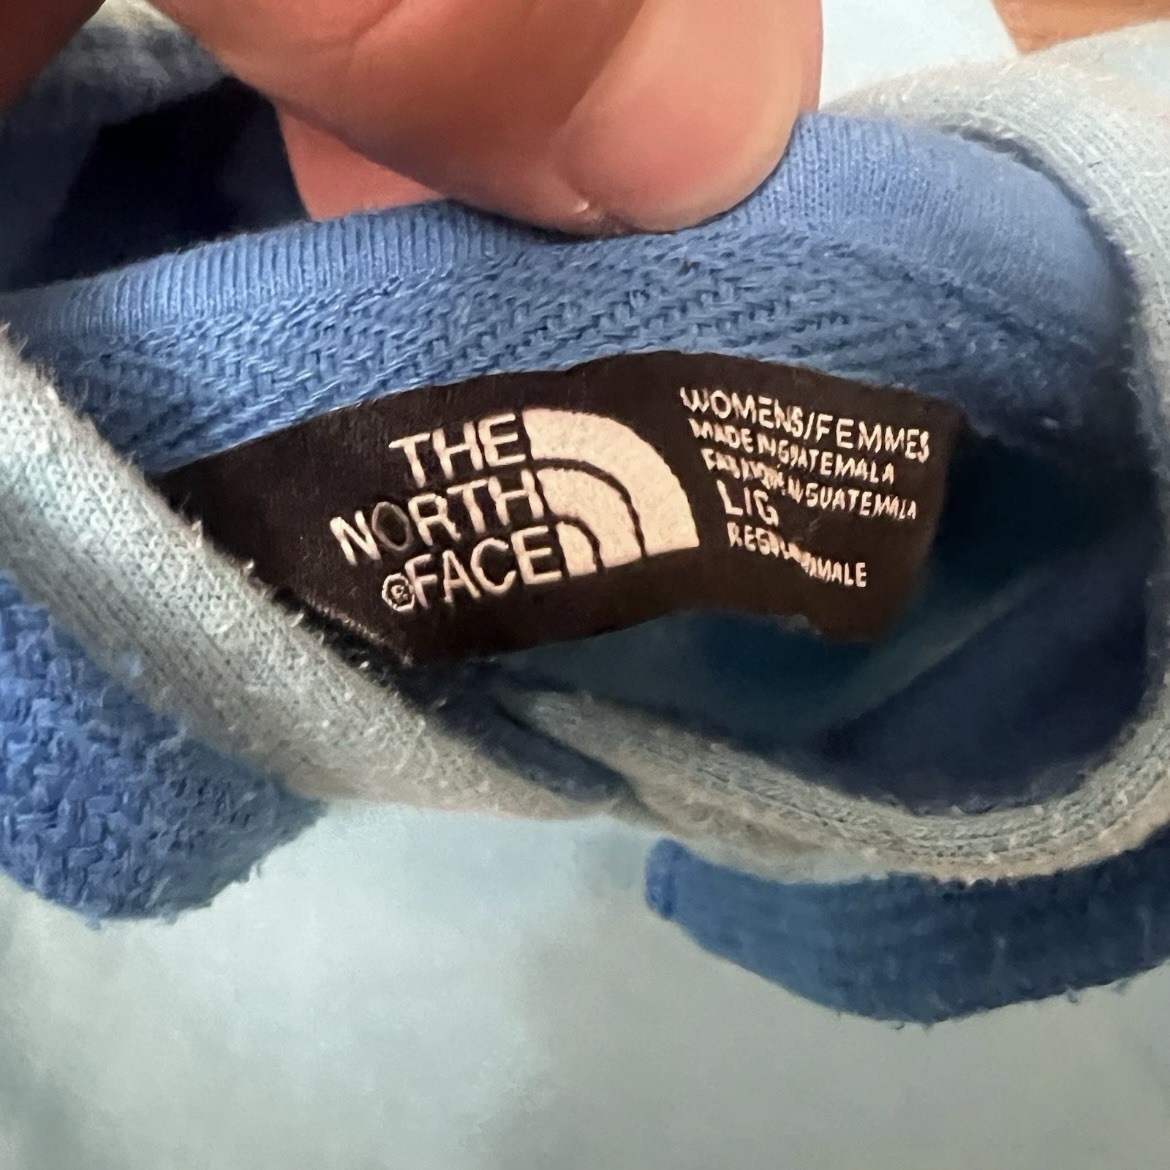 THE
NORTH
®FACE
WOMENS/FEMMES
MADE IN GUATEMALA
GUATEMALA
L/G